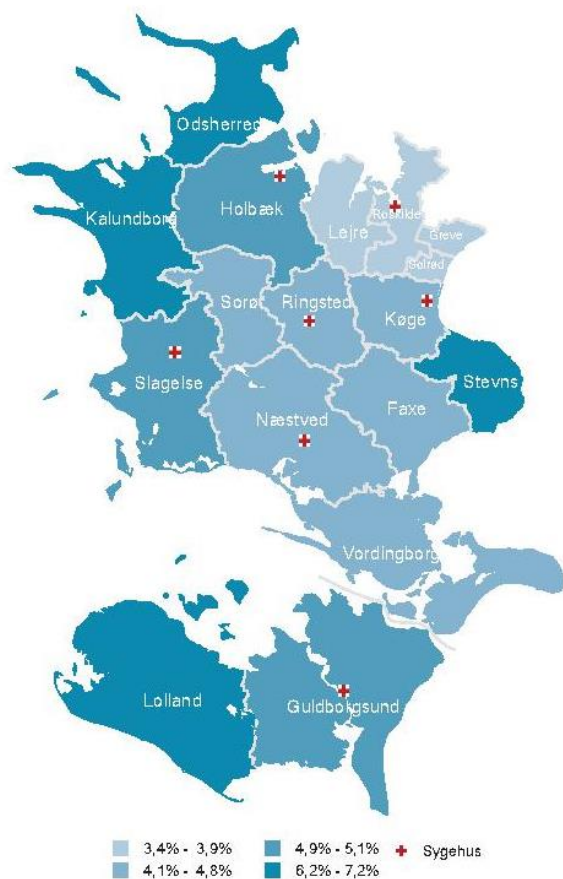 Odsherred
Kalundborg
Holbæk
Lejre
Roskilde
Greve
Solrød
Sorø
Ringsted
Køge
Slagelse
Stevns
Næstved
Faxe
Vordingborg
Lolland
Guldborgsund
3,4% - 3,9%
4,9% - 5,1%
Sygehus
4,1% - 4,8%
6,2% - 7,2%